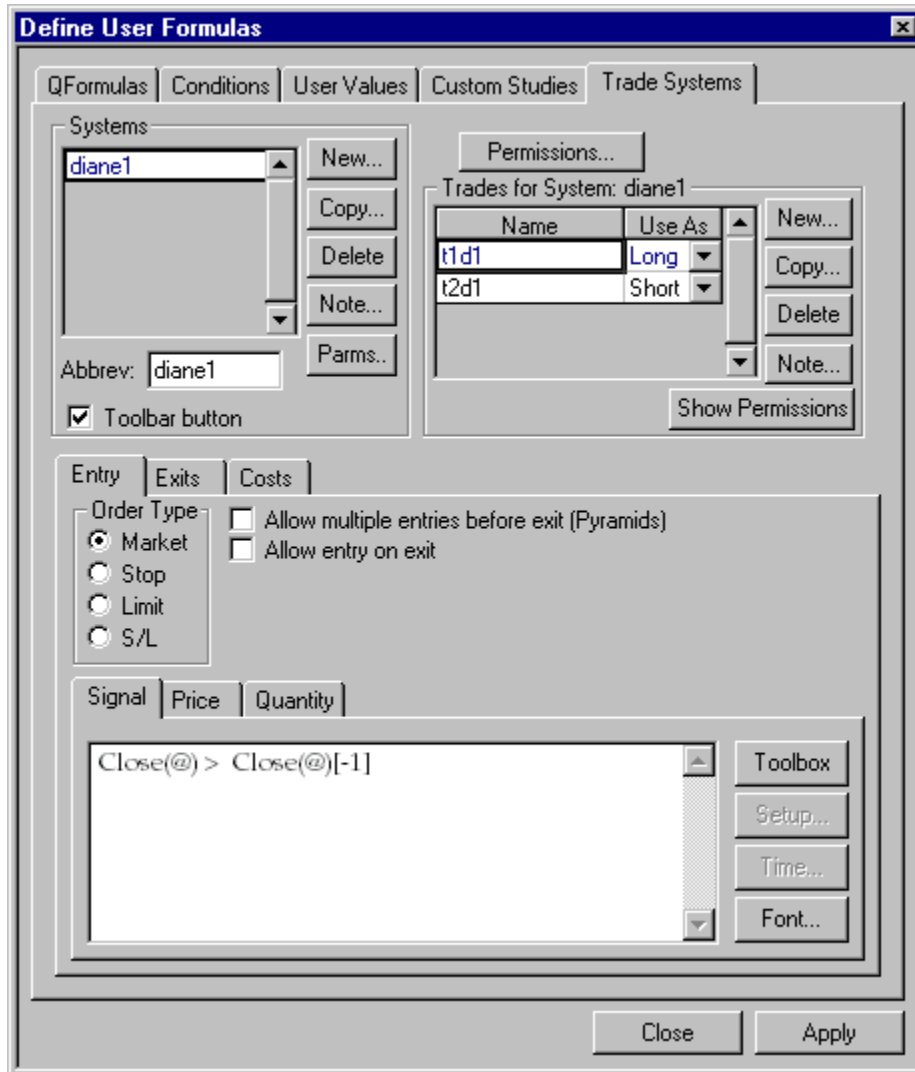 Define User Formulas
QFormulas Conditions User Values Custom Studies Trade Systems
Systems
diane1
New...
Copy...
Delete
Note...
Parms..
Abbrev: diane1
Toolbar button
Permissions...
Trades for System: diane1
Name Use As
t1d1 Long
t2d1 Short
New...
Copy...
Delete
Note...
Show Permissions
Entry Exits Costs
Order Type
Market
Stop
Limit
S/L
Allow multiple entries before exit (Pyramids)
Allow entry on exit
Signal Price Quantity
Close(@) > Close(@)[-1]
Toolbox
Setup...
Time...
Font...
Close Apply